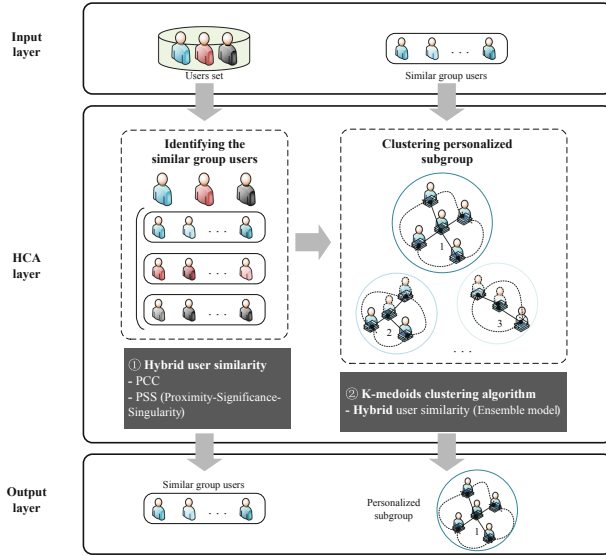 Input
layer
Users set
Similar group users
Identifying the
similar group users
Clustering personalized
subgroup
HCA
layer
1
2
3
. . .
① Hybrid user similarity
- PCC
- PSS (Proximity-Significance-
Singularity)
② K-medoids clustering algorithm
- Hybrid user similarity (Ensemble model)
Output
layer
Similar group users
Personalized
subgroup
1